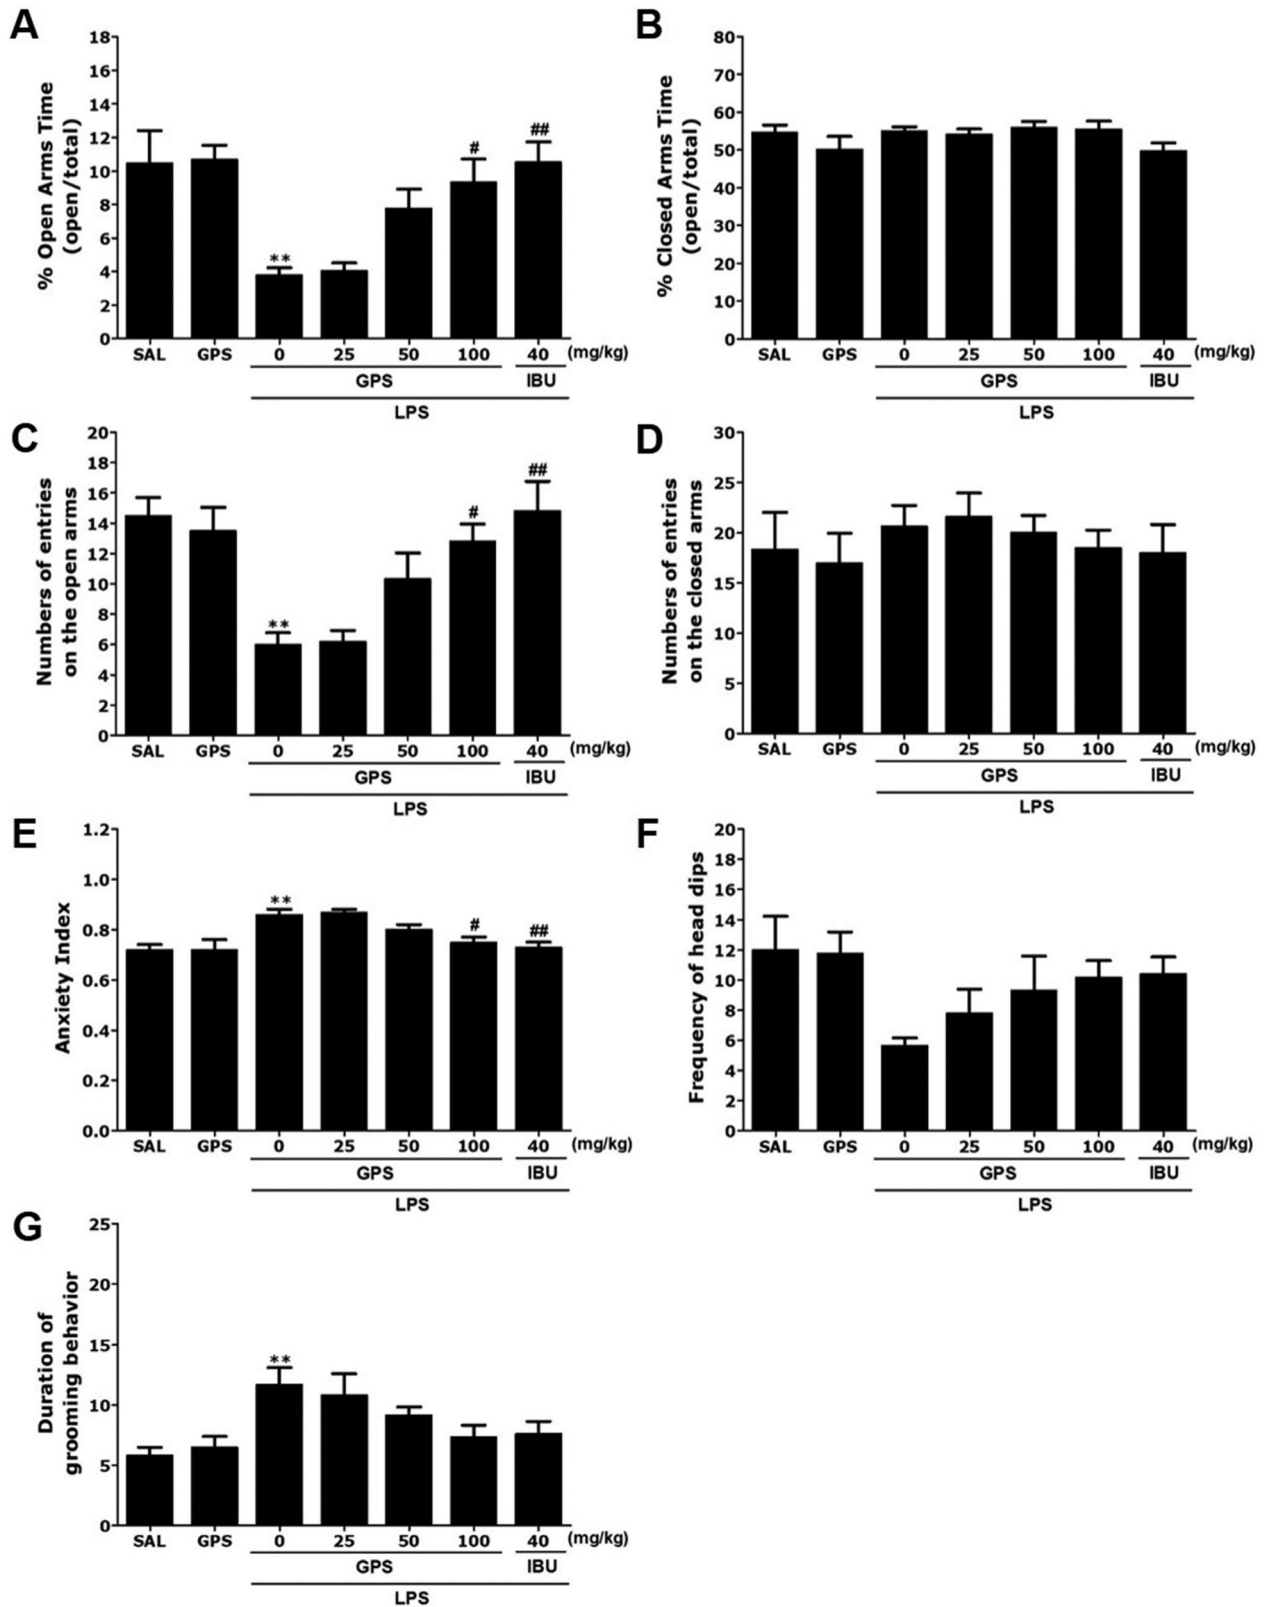 A
% Open Arms Time
(open/total)
18
16
14
12
10
8
6
4
2
0
**
#
##
SAL GPS 0 25 50 100 40 (mg/kg)
GPS IBU
LPS
B
% Closed Arms Time
(open/total)
80
70
60
50
40
30
20
10
0
SAL GPS 0 25 50 100 40 (mg/kg)
GPS IBU
LPS
C
Numbers of entries
on the open arms
20
18
16
14
12
10
8
6
4
2
0
**
#
##
SAL GPS 0 25 50 100 40 (mg/kg)
GPS IBU
LPS
D
Numbers of entries
on the closed arms
30
25
20
15
10
5
0
SAL GPS 0 25 50 100 40 (mg/kg)
GPS IBU
LPS
E
Anxiety Index
1.2
1.0
0.8
0.6
0.4
0.2
0.0
**
#
##
SAL GPS 0 25 50 100 40 (mg/kg)
GPS IBU
LPS
F
Frequency of head dips
20
18
16
14
12
10
8
6
4
2
0
SAL GPS 0 25 50 100 40 (mg/kg)
GPS IBU
LPS
G
Duration of
grooming behavior
25
20
15
10
5
0
**
SAL GPS 0 25 50 100 40 (mg/kg)
GPS IBU
LPS